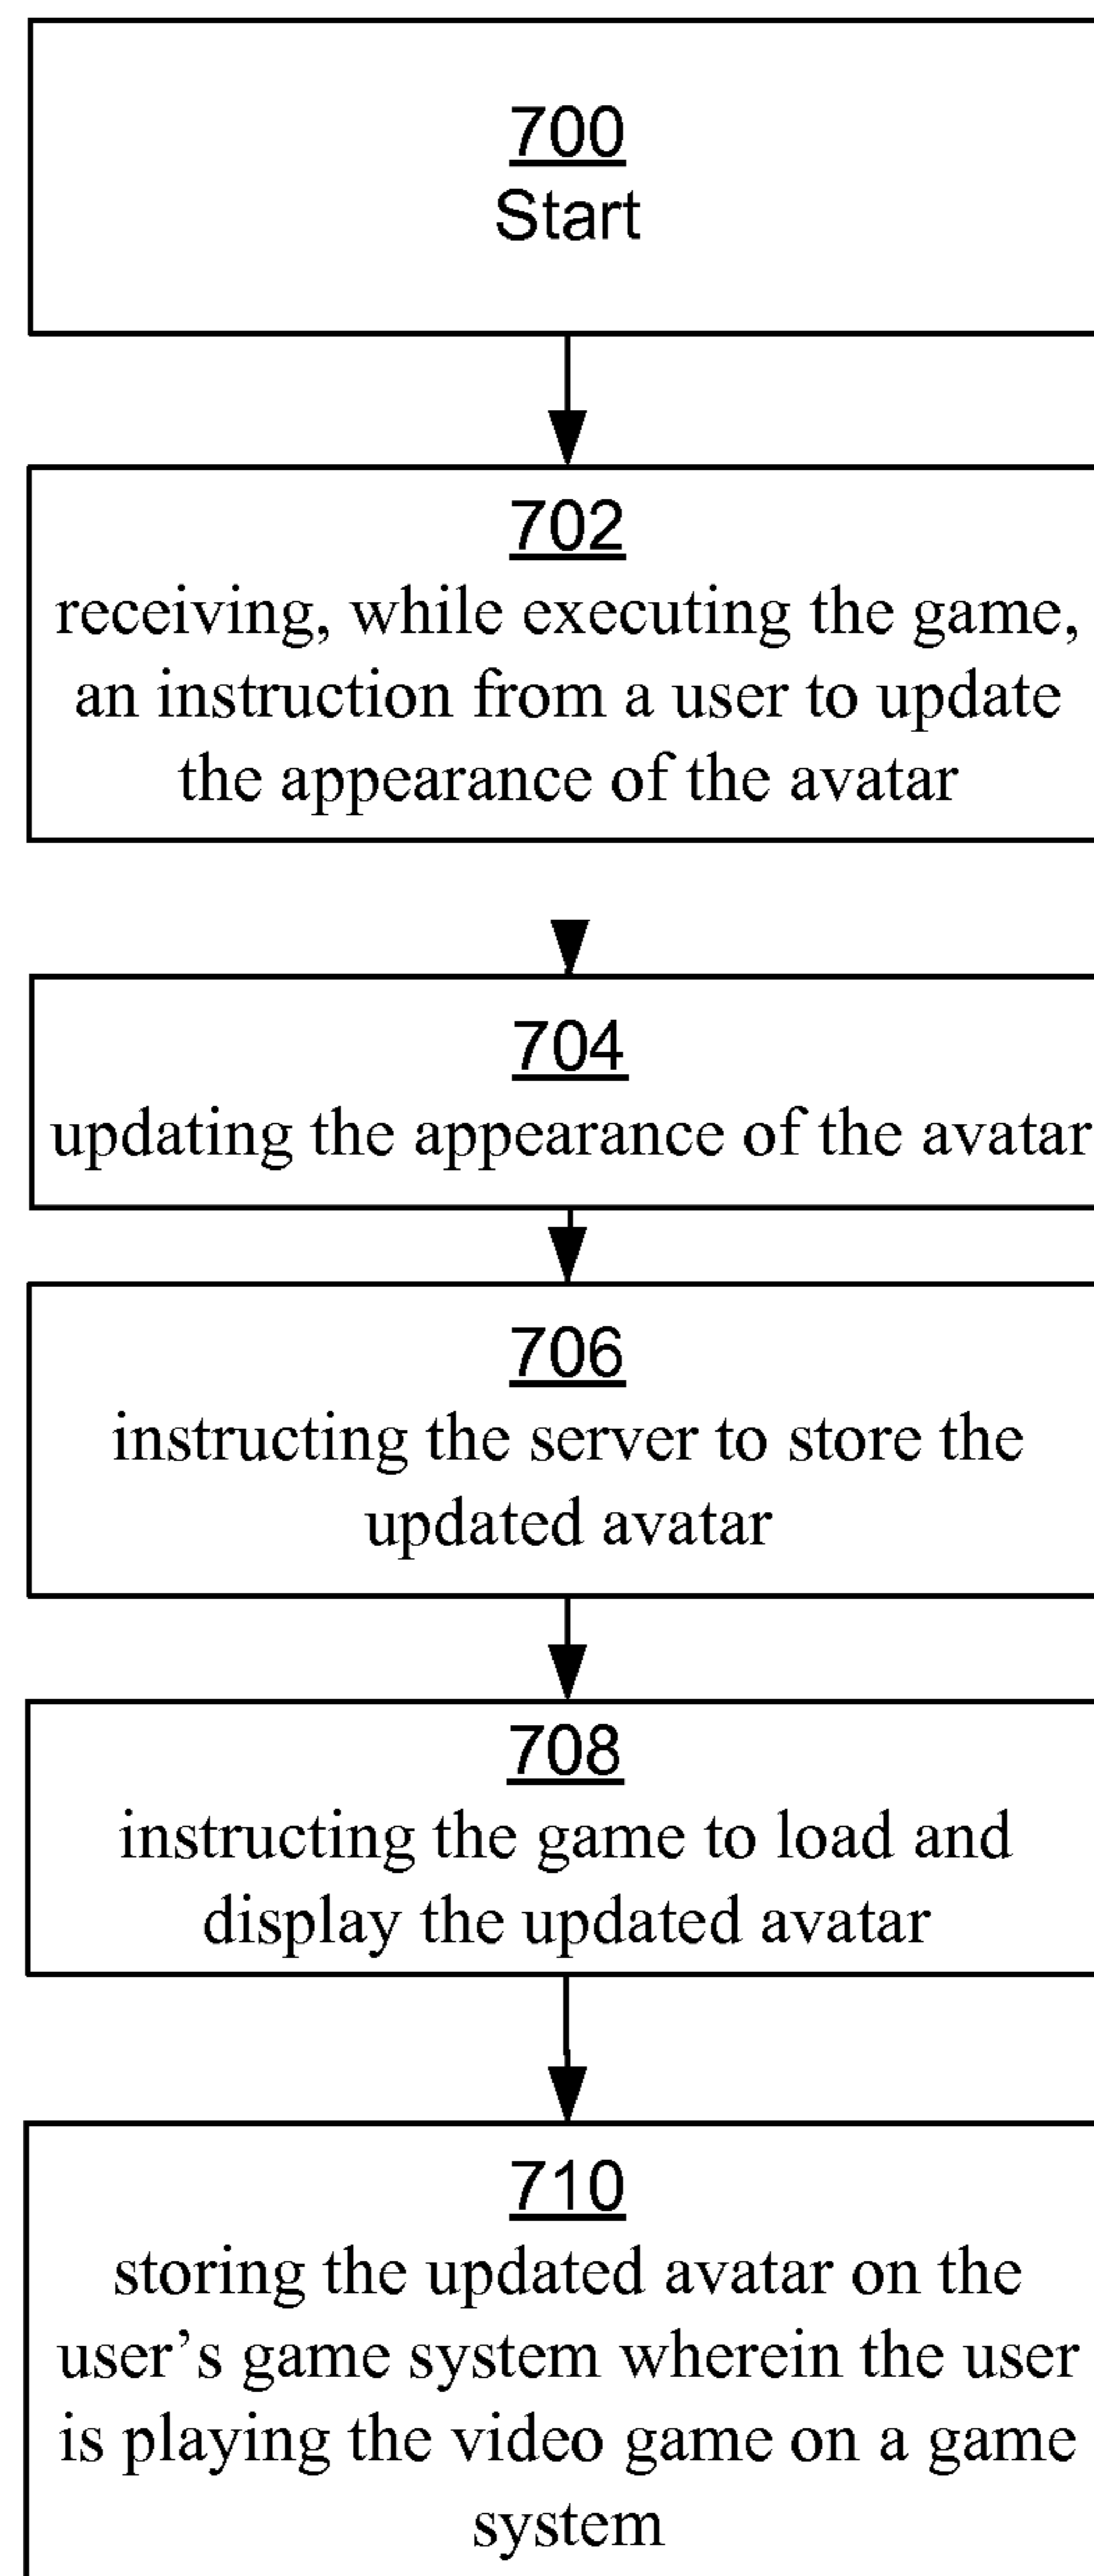 700
Start
702
receiving, while executing the game,
an instruction from a user to update
the appearance of the avatar
704
updating the appearance of the avatar
706
instructing the server to store the
updated avatar
708
instructing the game to load and
display the updated avatar
710
storing the updated avatar on the
user’s game system wherein the user
is playing the video game on a game
system